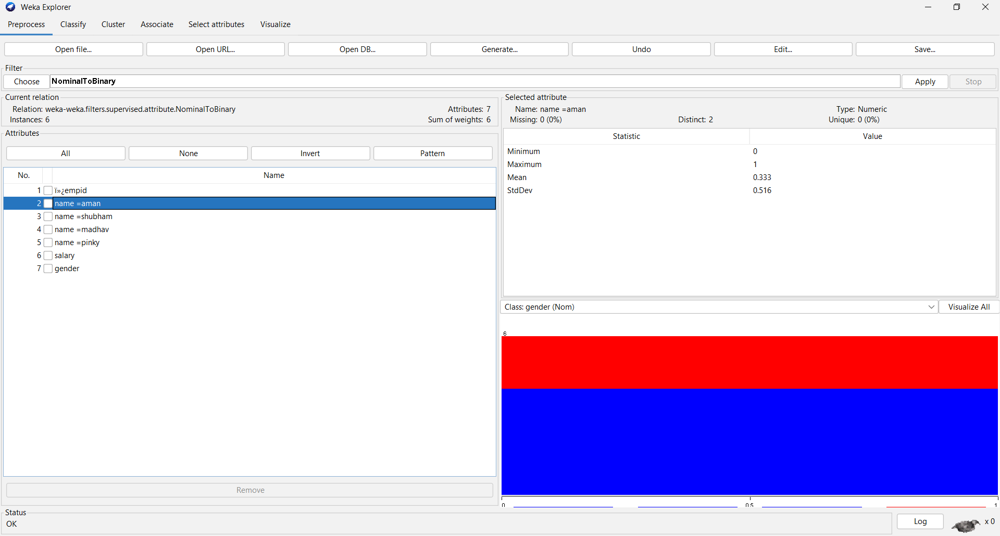 Weka Explorer
Preprocess Classify Cluster Associate Select attributes Visualize
Open file... Open URL... Open DB... Generate... Undo Edit... Save...
Filter
Choose NominalToBinary Apply Stop
Current relation
Relation: weka-weka.filters.supervised.attribute.NominalToBinary Attributes: 7
Instances: 6 Sum of weights: 6
Attributes
All None Invert Pattern
No. Name
1 ï»¿empid
2 name =aman
3 name =shubham
4 name =madhav
5 name =pinky
6 salary
7 gender
Remove
Selected attribute
Name: name =aman Type: Numeric
Missing: 0 (0%) Distinct: 2 Unique: 0 (0%)
Statistic Value
Minimum 0
Maximum 1
Mean 0.333
StdDev 0.516
Class: gender (Nom) Visualize All
6
0 0.5 1
Status
OK
Log x 0